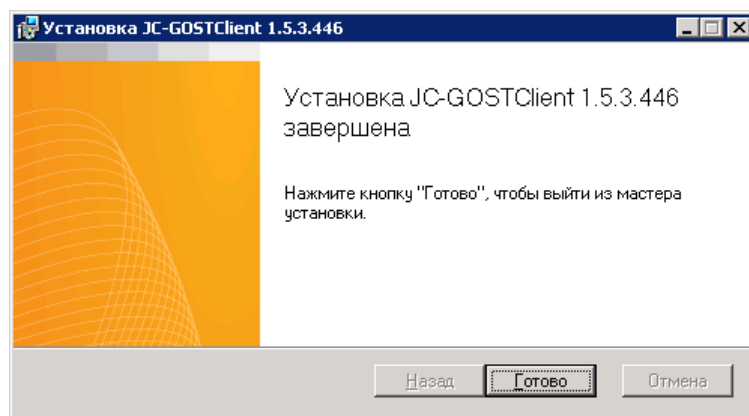 Установка JC-GOSTClient 1.5.3.446
Установка JC-GOSTClient 1.5.3.446
завершена
Нажмите кнопку "Готово", чтобы выйти из мастера
установки.
Назад Готово Отмена